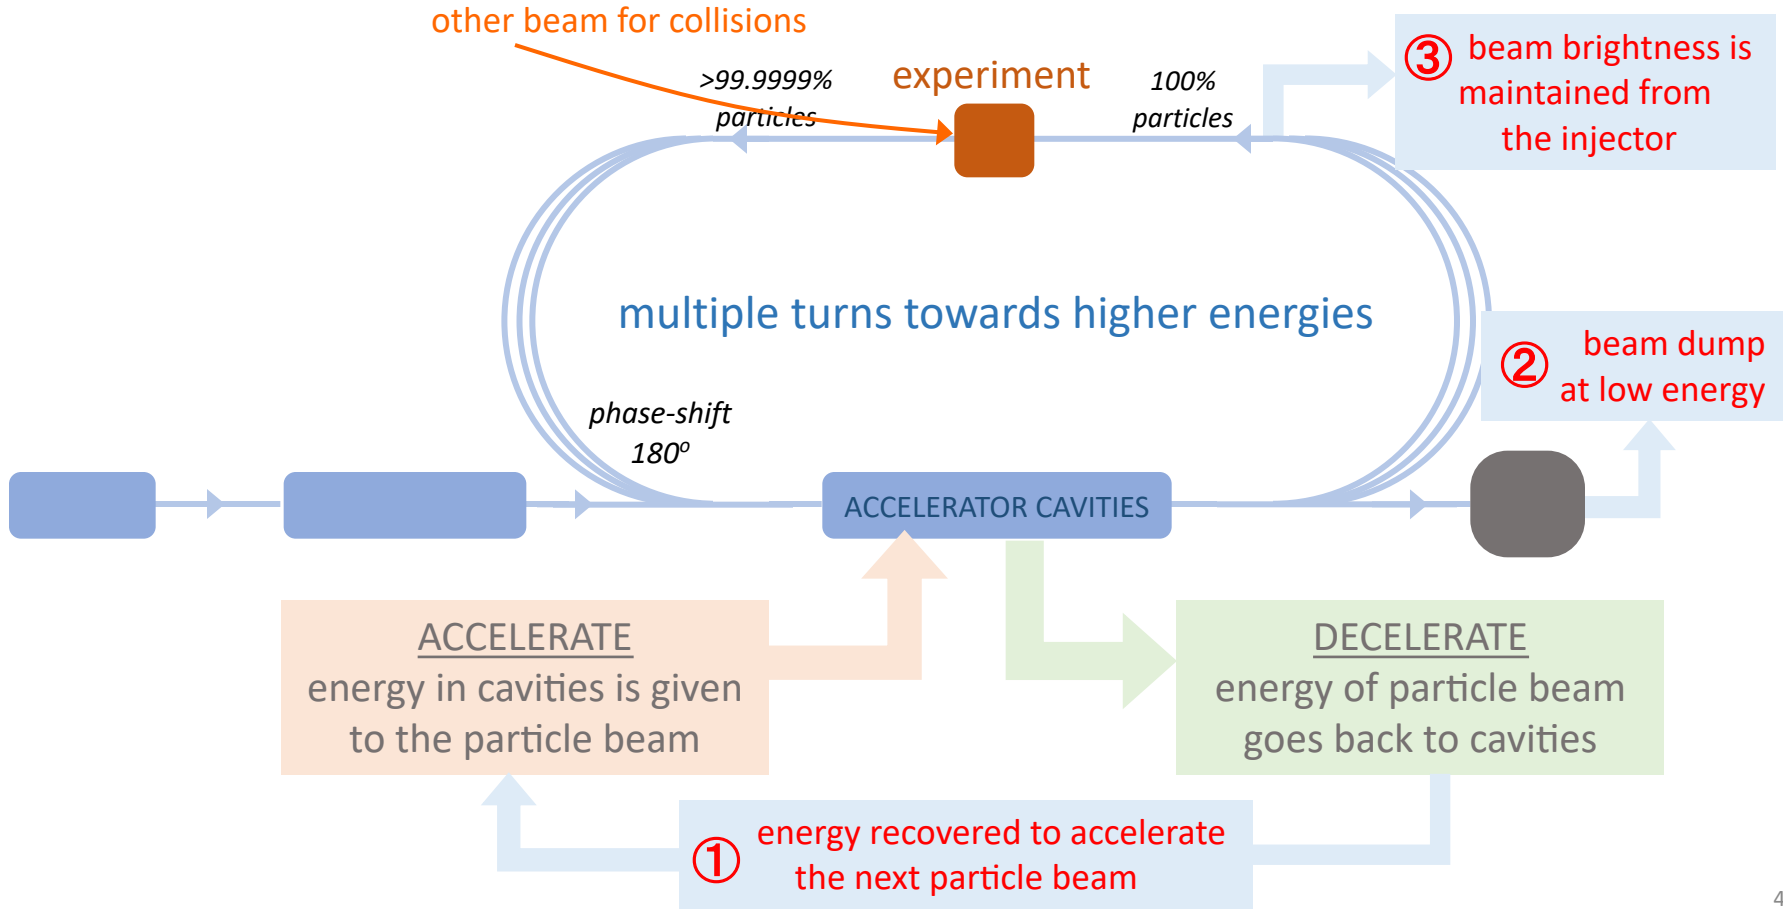 other beam for collisions
>99.9999%
particles
experiment
100%
particles
③ beam brightness is
maintained from
the injector
multiple turns towards higher energies
② beam dump
at low energy
phase-shift
180º
ACCELERATOR CAVITIES
ACCELERATE
energy in cavities is given
to the particle beam
DECELERATE
energy of particle beam
goes back to cavities
① energy recovered to accelerate
the next particle beam
4